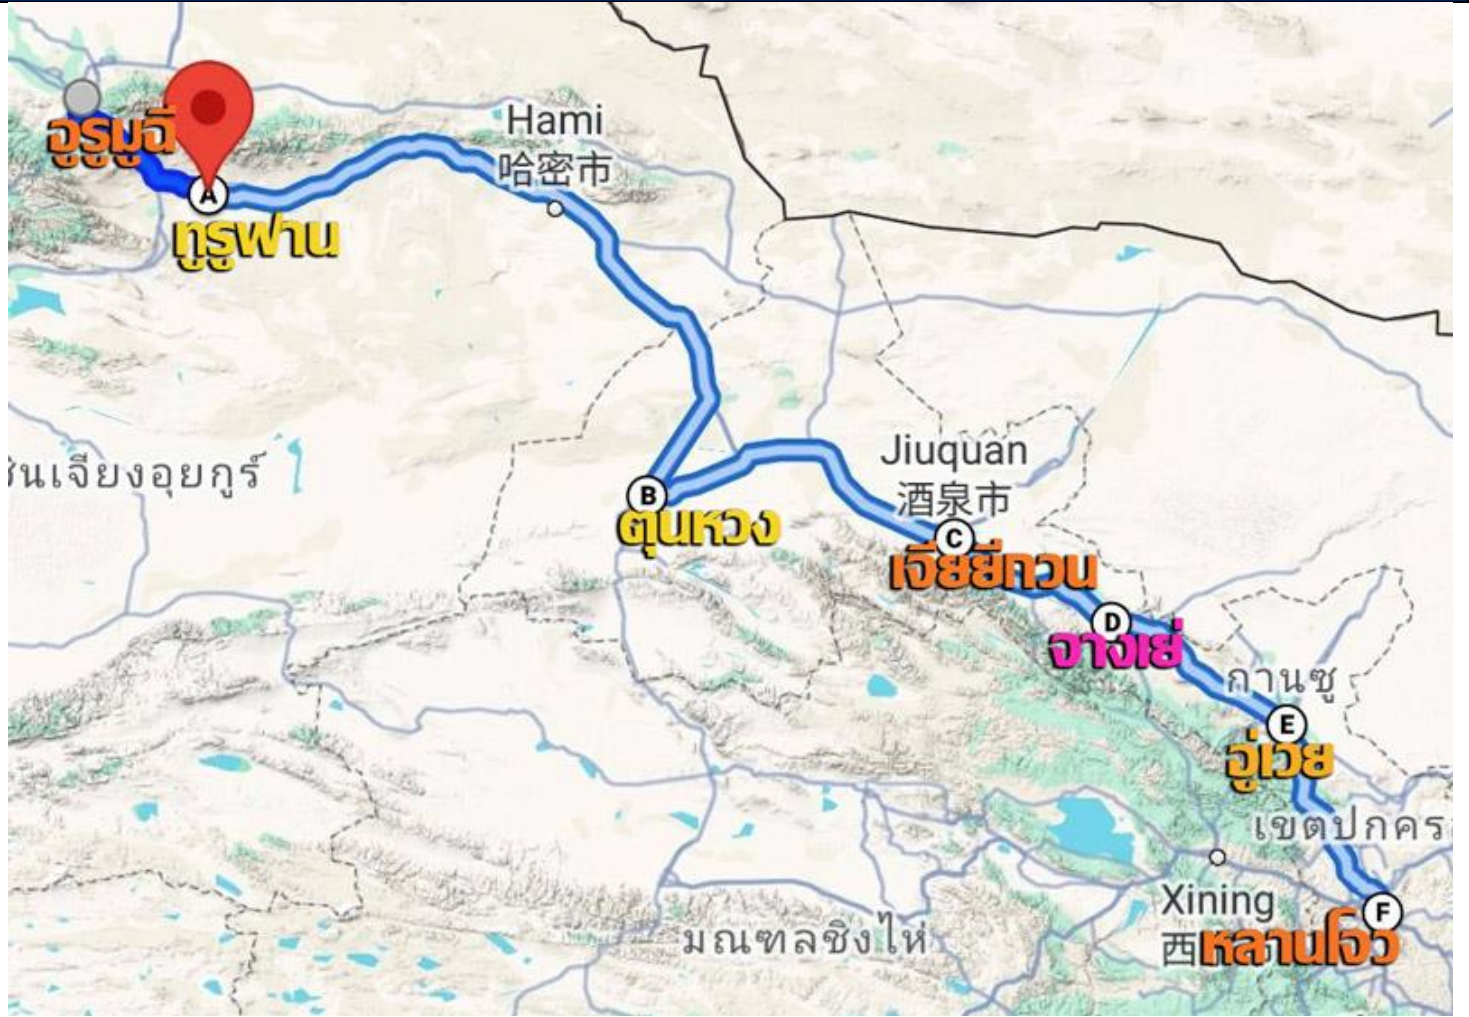 Hami
哈密市
อูรูมูฉี
A
ทูรูฟาน
Jiuquan
酒泉市
ชินเจียงอุยกูร์
B
ตุนหวง
C
เจียยีกวน
D
จางเย่
กานซู
E
อู่เวย
เขตปกคร
Xining
西
F
หลานโจว
มณฑลชิงไห่